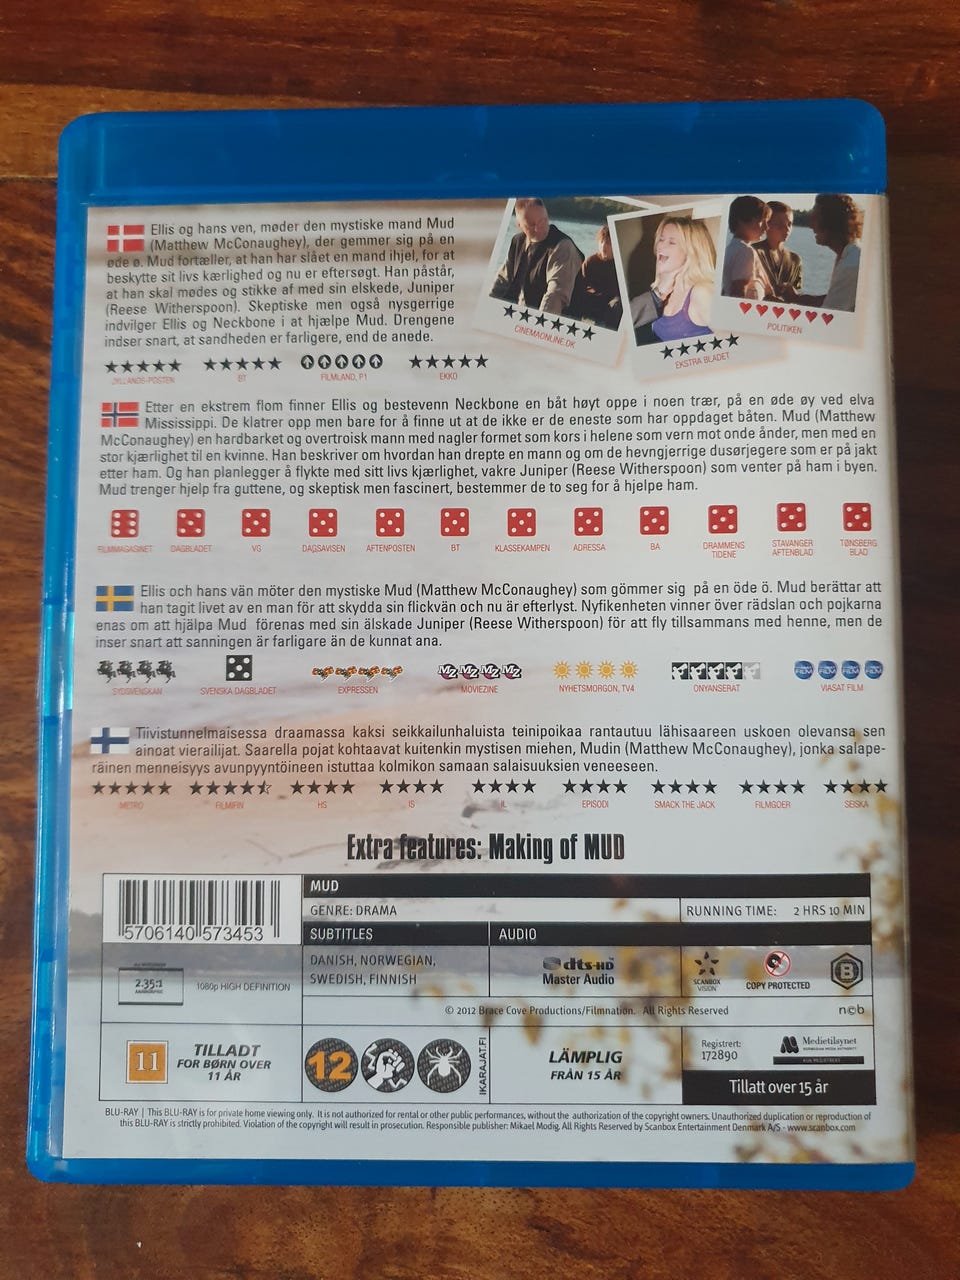 Ellis og hans ven, møder den mystiske mand Mud
(Matthew McConaughey), der gemmer sig på en
øde ø. Mud fortæller, at han har slået en mand ihjel, for at
beskytte sit livs kærlighed og nu er eftersøgt. Han påstår,
at han skal mødes og stikke af med sin elskede, Juniper
(Reese Witherspoon). Skeptiske men også nysgerrige
indvilger Ellis og Neckbone i at hjælpe Mud. Drengene
indser snart, at sandheden er farligere, end de anede.
CINEMAONLINE.DK
EKSTRA BLADET
POLITIKEN
JYLLANDS-POSTEN BT FILMLAND, P1 EKKO
Etter en ekstrem flom finner Ellis og bestevenn Neckbone en båt høyt oppe i noen trær, på en øde øy ved elva
Mississippi. De klatrer opp men bare for å finne ut at de ikke er de eneste som har oppdaget båten. Mud (Matthew
McConaughey) en hardbarket og overtroisk mann med nagler formet som kors i helene som vern mot onde ånder, men med en
stor kjærlighet til en kvinne. Han beskriver om hvordan han drepte en mann og om de hevngjerrige dusørjegere som er på jakt
etter ham. Og han planlegger å flykte med sitt livs kjærlighet, vakre Juniper (Reese Witherspoon) som venter på ham i byen.
Mud trenger hjelp fra guttene, og skeptisk men fascinert, bestemmer de to seg for å hjelpe ham.
FILMMAGASINET DAGBLADET VG DAGSAVISEN AFTENPOSTEN BT KLASSEKAMPEN ADRESSA BA DRAMMENS TIDENE STAVANGER AFTENBLAD TØNSBERG BLAD
Ellis och hans vän möter den mystiske Mud (Matthew McConaughey) som gömmer sig på en öde ö. Mud berättar att
han tagit livet av en man för att skydda sin flickvän och nu är efterlyst. Nyfikenheten vinner över rädslan och pojkarna
enas om att hjälpa Mud förenas med sin älskade Juniper (Reese Witherspoon) för att fly tillsammans med henne, men de
inser snart att sanningen är farligare än de kunnat ana.
MZ MZ MZ MZ
SYDSVENSKAN SVENSKA DAGBLADET EXPRESSEN MOVIEZINE NYHETSMORGON, TV4 ONYANSERAT VIASAT FILM
Tiivistunnelmaisessa draamassa kaksi seikkailunhaluista teinipoikaa rantautuu lähisaareen uskoen olevansa sen
ainoat vierailijat. Saarella pojat kohtaavat kuitenkin mystisen miehen, Mudin (Matthew McConaughey), jonka salape-
räinen menneisyys avunpyyntöineen istuttaa kolmikon samaan salaisuuksien veneeseen.
METRO FILMIFIN HS IS IL EPISODI SMACK THE JACK FILMGOER SEISKA
Extra features: Making of MUD
5706140 573453
MUD
GENRE: DRAMA
RUNNING TIME: 2 HRS 10 MIN
SUBTITLES
AUDIO
DANISH, NORWEGIAN,
SWEDISH, FINNISH
dts-HD
Master Audio
SCANBOX
VISION
COPY PROTECTED
B
2.35:1
1080p HIGH DEFINITION
© 2012 Brace Cove Productions/Filmnation. All Rights Reserved
ncb
11
TILLADT
FOR BØRN OVER
11 ÅR
12
IKARAJAT.FI
LÄMPLIG
FRÅN 15 ÅR
Registrert:
172890
Medietilsynet
Tillatt over 15 år
BLU-RAY | This BLU-RAY is for private home viewing only. It is not authorized for rental or other public performances, without the authorization of the copyright owners. Unauthorized duplication or reproduction of
this BLU-RAY is strictly prohibited. Violation of the copyright will result in prosecution. Responsible publisher: Mikael Modig. All Rights Reserved by Scanbox Entertainment Denmark A/S - www.scanbox.com